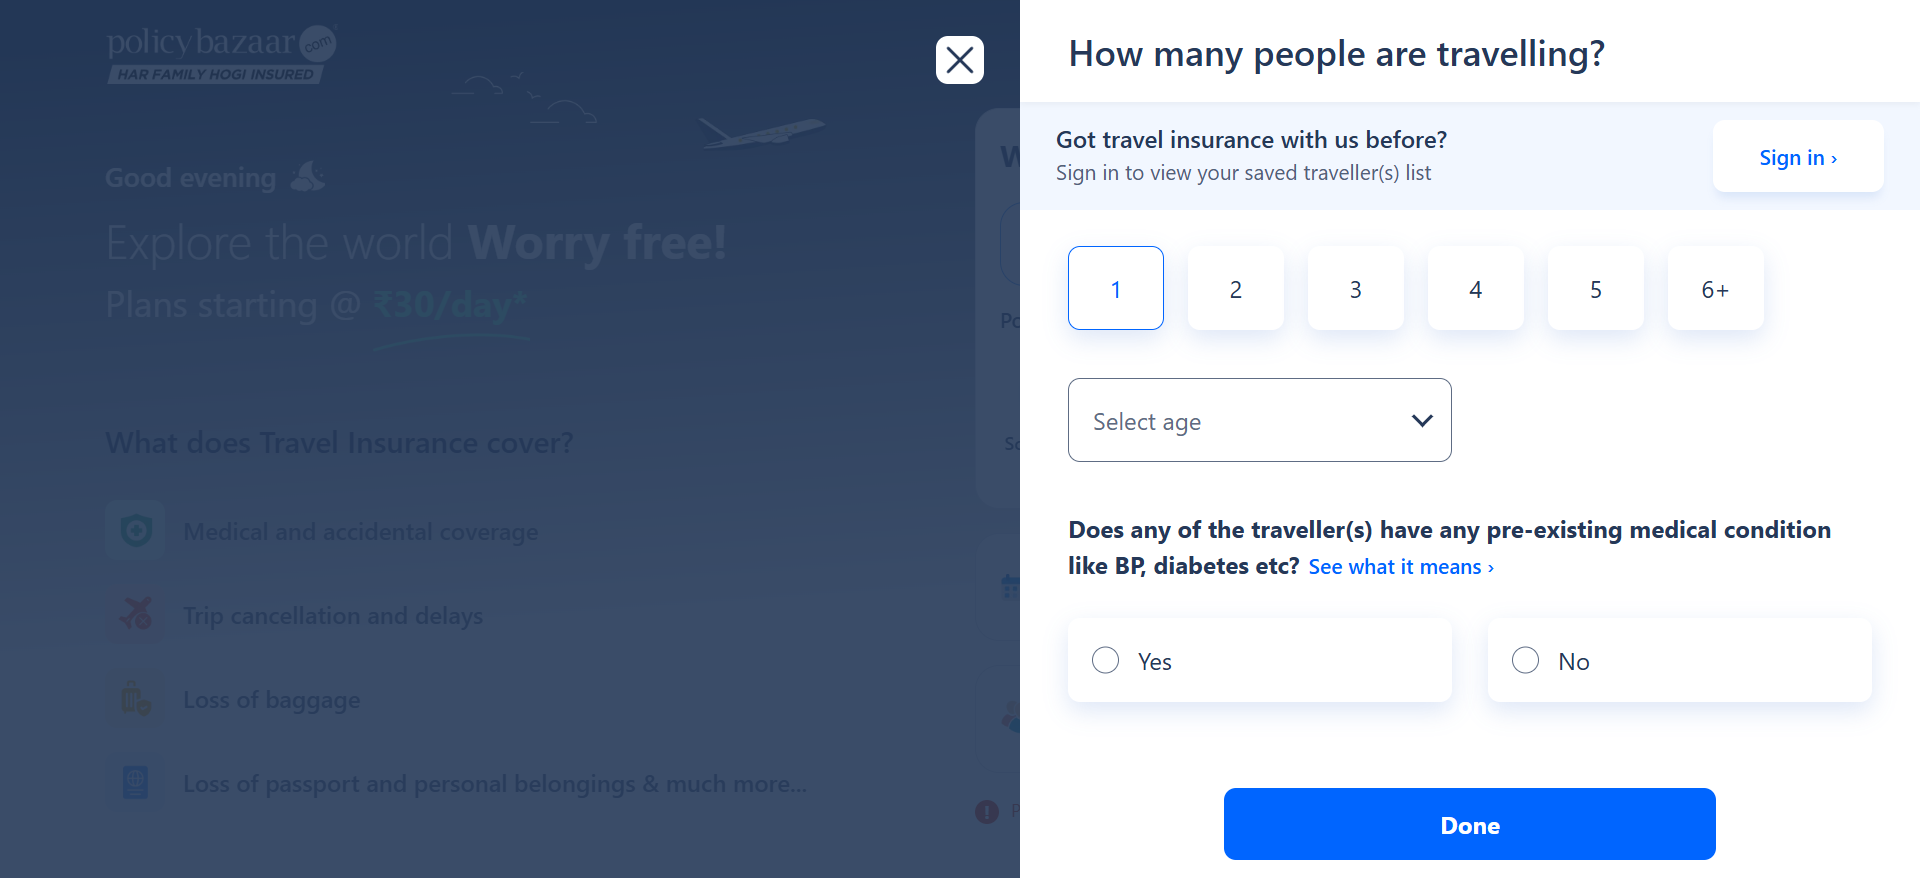 policybazaar.com
HAR FAMILY HOGI INSURED
Good evening
Explore the world Worry free!
Plans starting @ ₹30/day*
What does Travel Insurance cover?
Medical and accidental coverage
Trip cancellation and delays
Loss of baggage
Loss of passport and personal belongings & much more...
How many people are travelling?
Got travel insurance with us before?
Sign in to view your saved traveller(s) list
Sign in ›
1 2 3 4 5 6+
Select age
Does any of the traveller(s) have any pre-existing medical condition
like BP, diabetes etc? See what it means ›
Yes No
Done